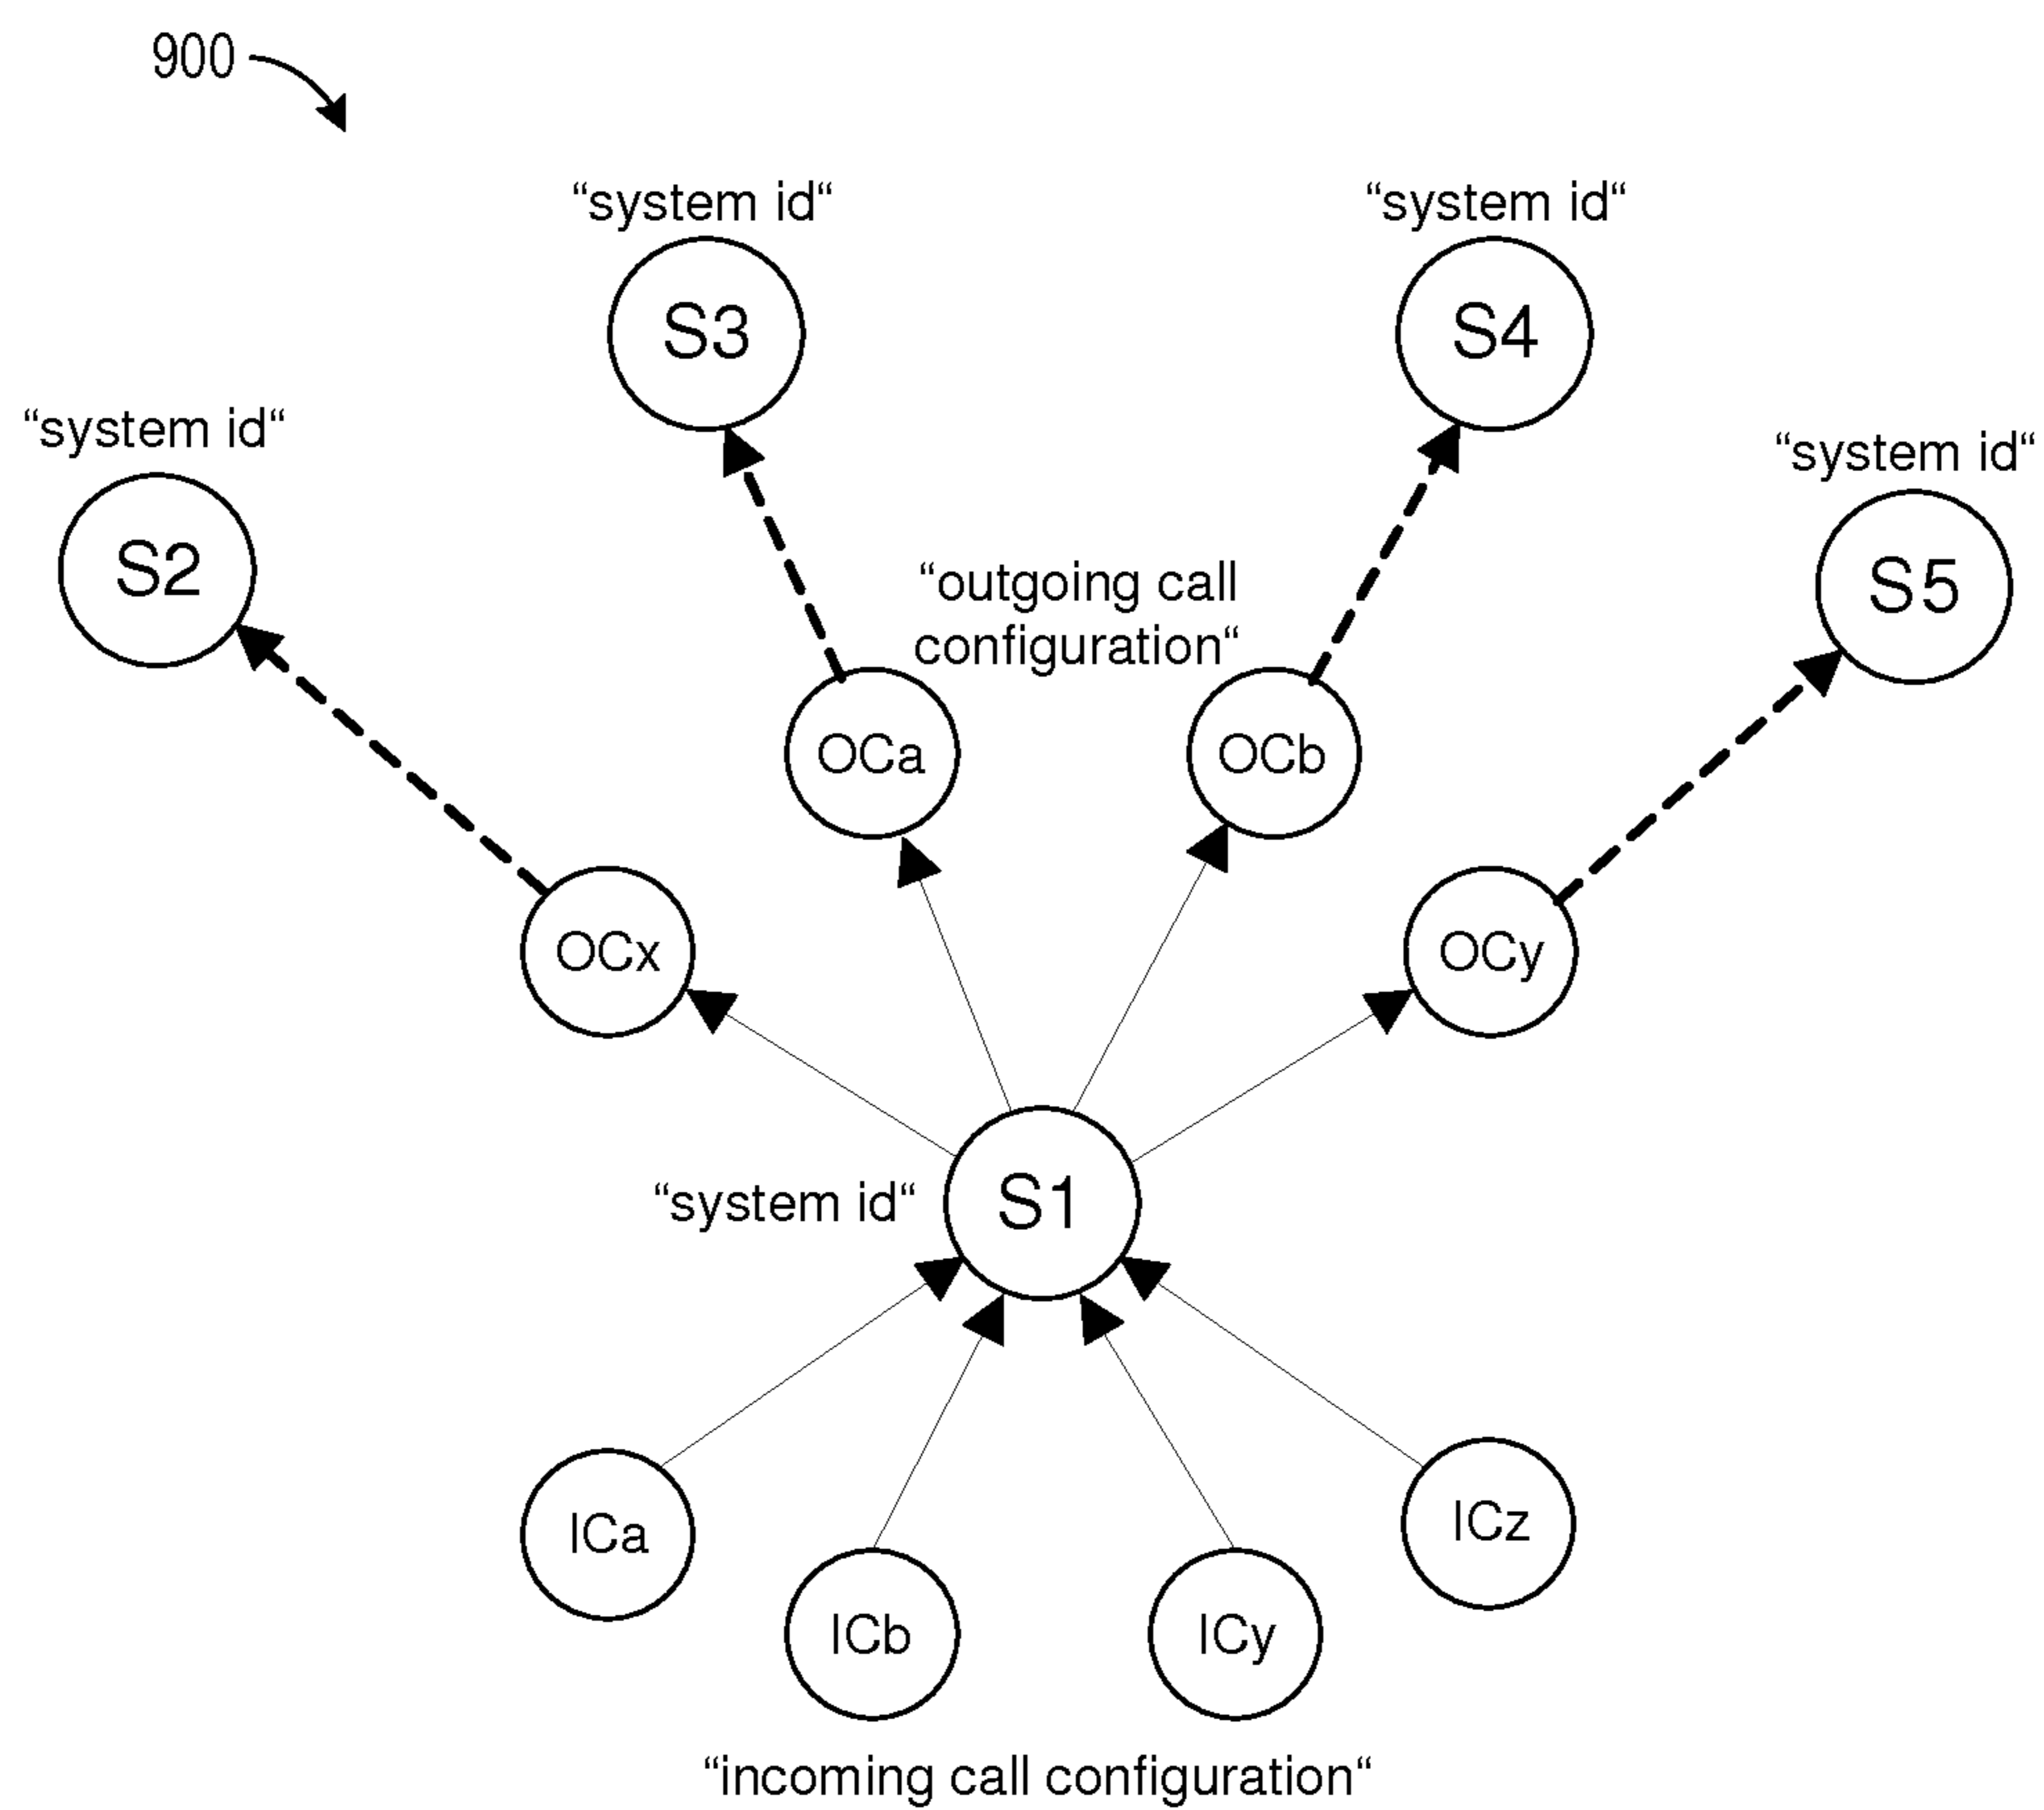 900
“system id“
“system id“
S3
S4
“system id“
“system id“
S2
S5
“outgoing call
configuration“
OCa
OCb
OCx
OCy
“system id“
S1
ICa
ICz
ICb
ICy
“incoming call configuration“